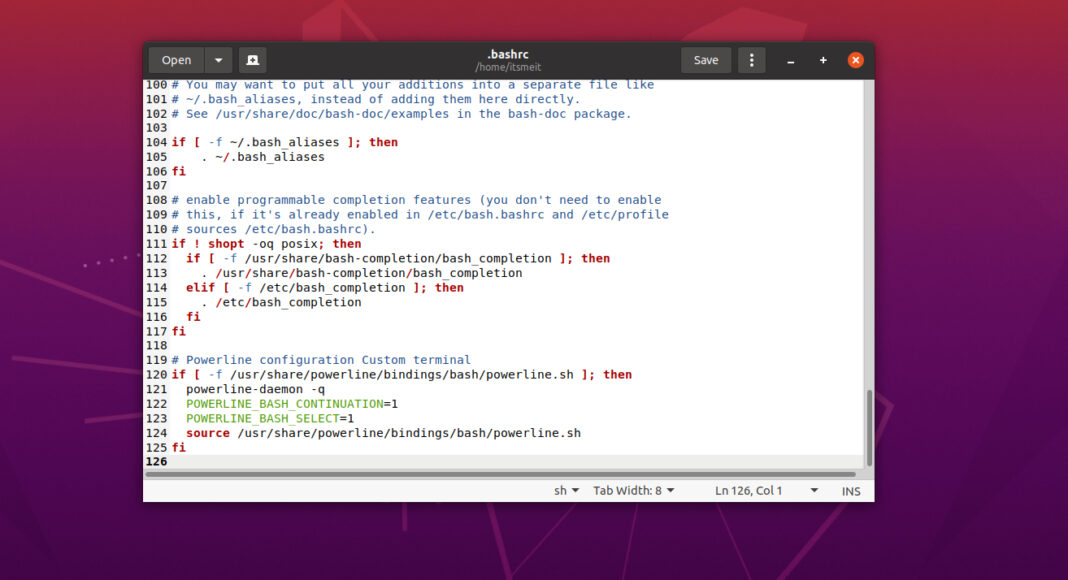 Open
.bashrc
/home/itsmeit
Save
100 # You may want to put all your additions into a separate file like
101 # ~/.bash_aliases, instead of adding them here directly.
102 # See /usr/share/doc/bash-doc/examples in the bash-doc package.
103
104 if [ -f ~/.bash_aliases ]; then
105     . ~/.bash_aliases
106 fi
107
108 # enable programmable completion features (you don't need to enable
109 # this, if it's already enabled in /etc/bash.bashrc and /etc/profile
110 # sources /etc/bash.bashrc).
111 if ! shopt -oq posix; then
112   if [ -f /usr/share/bash-completion/bash_completion ]; then
113     . /usr/share/bash-completion/bash_completion
114   elif [ -f /etc/bash_completion ]; then
115     . /etc/bash_completion
116   fi
117 fi
118
119 # Powerline configuration Custom terminal
120 if [ -f /usr/share/powerline/bindings/bash/powerline.sh ]; then
121   powerline-daemon -q
122   POWERLINE_BASH_CONTINUATION=1
123   POWERLINE_BASH_SELECT=1
124   source /usr/share/powerline/bindings/bash/powerline.sh
125 fi
126
sh Tab Width: 8 Ln 126, Col 1 INS